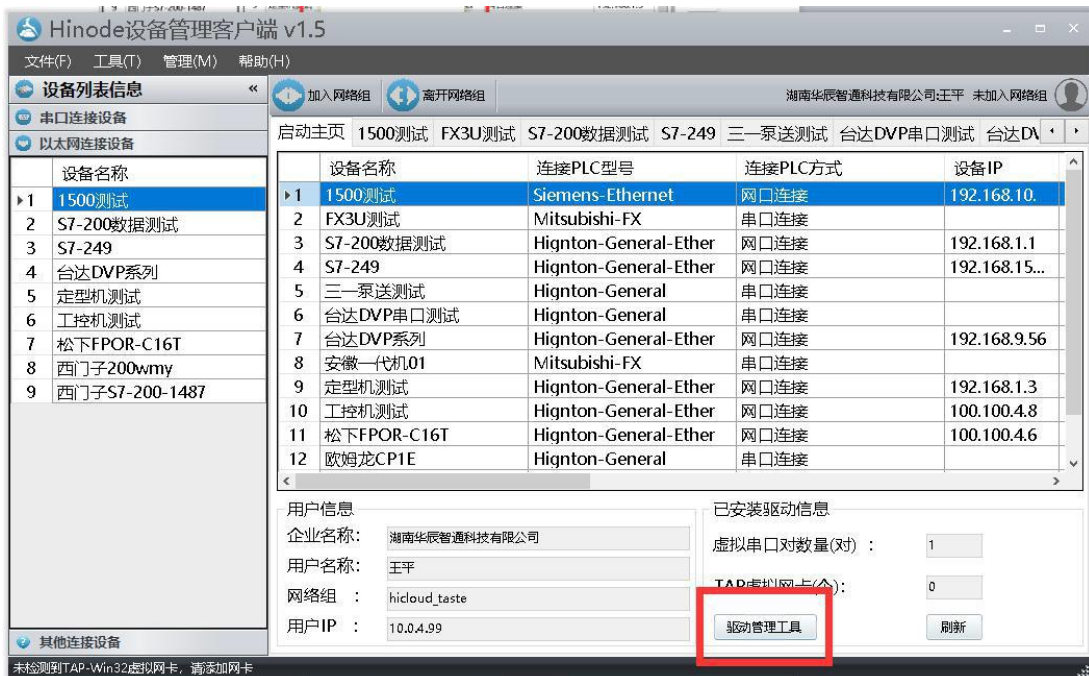 Hinode设备管理客户端 v1.5
文件(F) 工具(T) 管理(M) 帮助(H)
设备列表信息 «
加入网络组 离开网络组 湖南华辰智通科技有限公司:王平 未加入网络组
串口连接设备
以太网连接设备
启动主页 1500测试 FX3U测试 S7-200数据测试 S7-249 三一泵送测试 台达DVP串口测试 台达DV
设备名称
1 1500测试
2 S7-200数据测试
3 S7-249
4 台达DVP系列
5 定型机测试
6 工控机测试
7 松下FPOR-C16T
8 西门子200wmy
9 西门子S7-200-1487
设备名称 连接PLC型号 连接PLC方式 设备IP
1 1500测试 Siemens-Ethernet 网口连接 192.168.10.
2 FX3U测试 Mitsubishi-FX 串口连接
3 S7-200数据测试 Hignton-General-Ether 网口连接 192.168.1.1
4 S7-249 Hignton-General-Ether 网口连接 192.168.15...
5 三一泵送测试 Hignton-General 串口连接
6 台达DVP串口测试 Hignton-General 串口连接
7 台达DVP系列 Hignton-General-Ether 网口连接 192.168.9.56
8 安徽一代机01 Mitsubishi-FX 串口连接
9 定型机测试 Hignton-General-Ether 网口连接 192.168.1.3
10 工控机测试 Hignton-General-Ether 网口连接 100.100.4.8
11 松下FPOR-C16T Hignton-General-Ether 网口连接 100.100.4.6
12 欧姆龙CP1E Hignton-General 串口连接
用户信息
企业名称: 湖南华辰智通科技有限公司
用户名称: 王平
网络组 : hicloud_taste
用户IP : 10.0.4.99
已安装驱动信息
虚拟串口对数量(对) : 1
TAP虚拟网卡(个): 0
驱动管理工具 刷新
其他连接设备
未检测到TAP-Win32虚拟网卡，请添加网卡